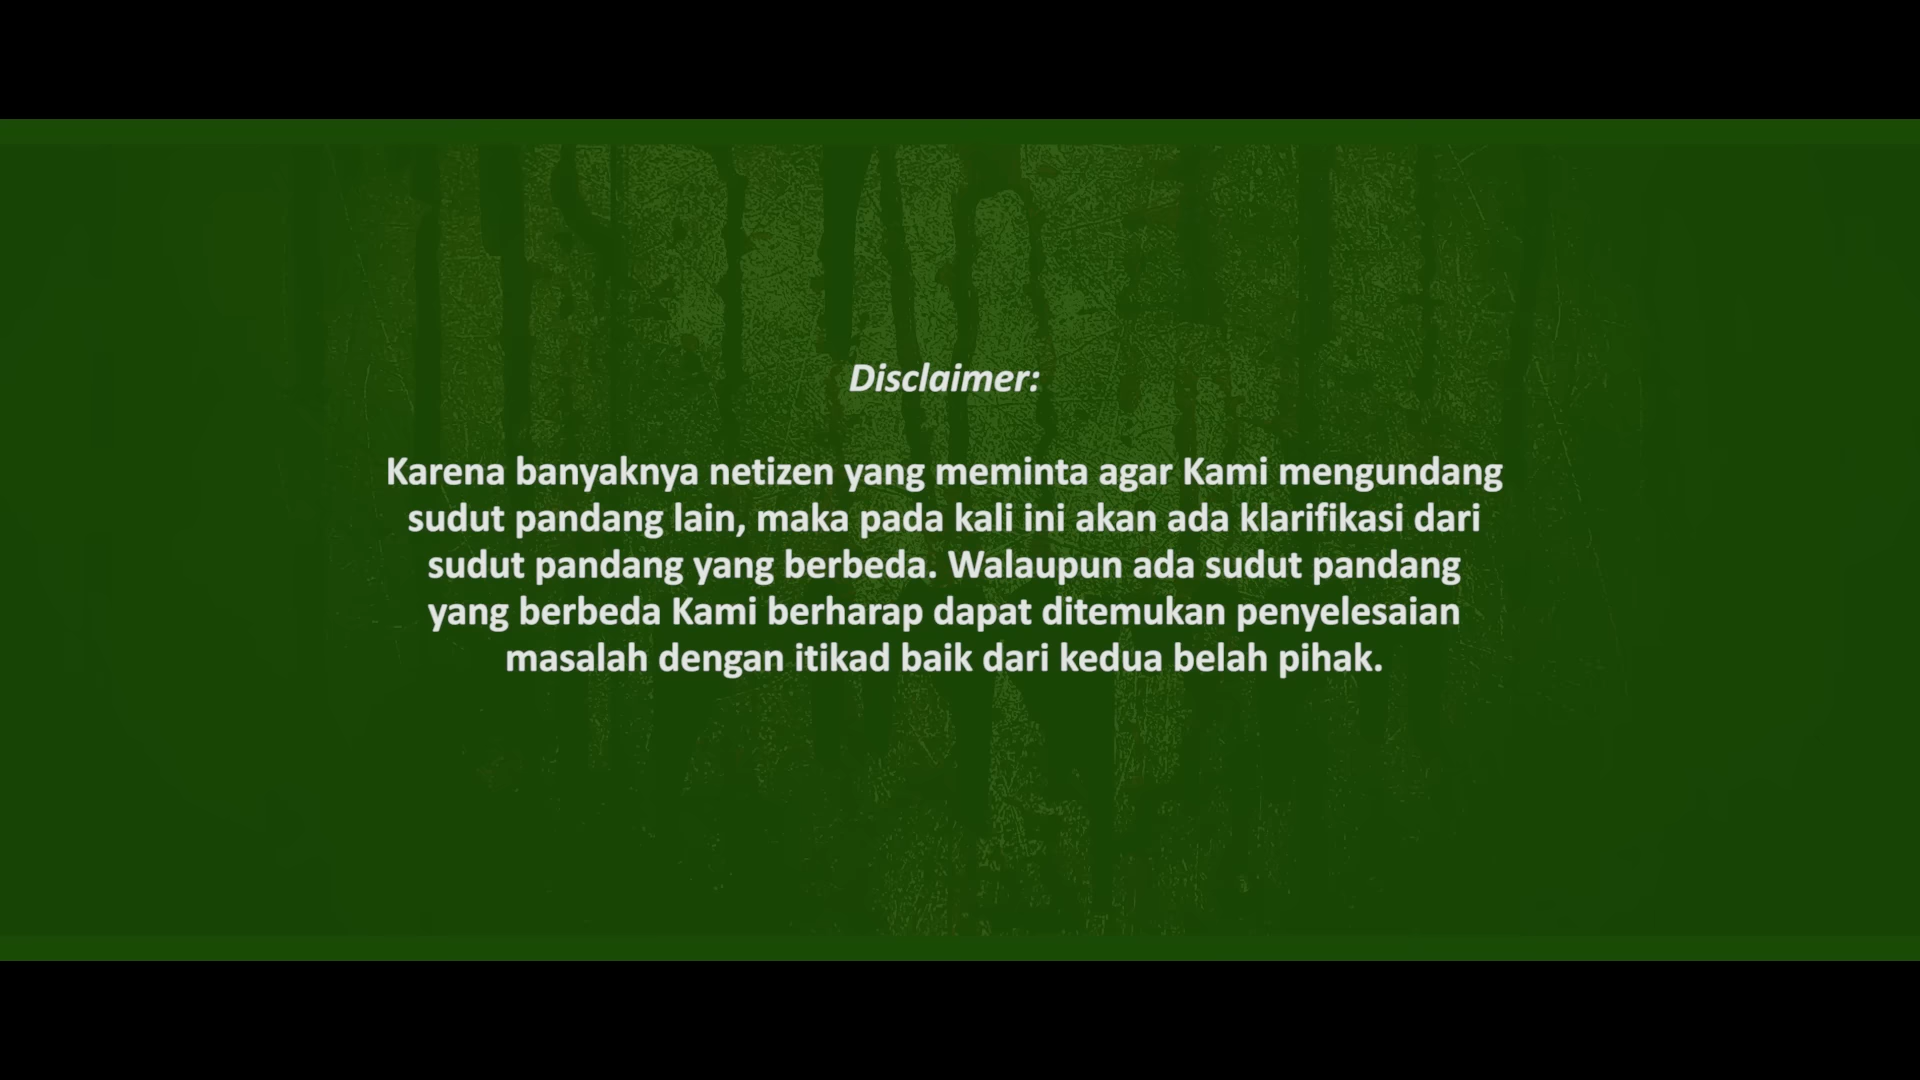 Disclaimer:
Karena banyaknya netizen yang meminta agar Kami mengundang
sudut pandang lain, maka pada kali ini akan ada klarifikasi dari
sudut pandang yang berbeda. Walaupun ada sudut pandang
yang berbeda Kami berharap dapat ditemukan penyelesaian
masalah dengan itikad baik dari kedua belah pihak.